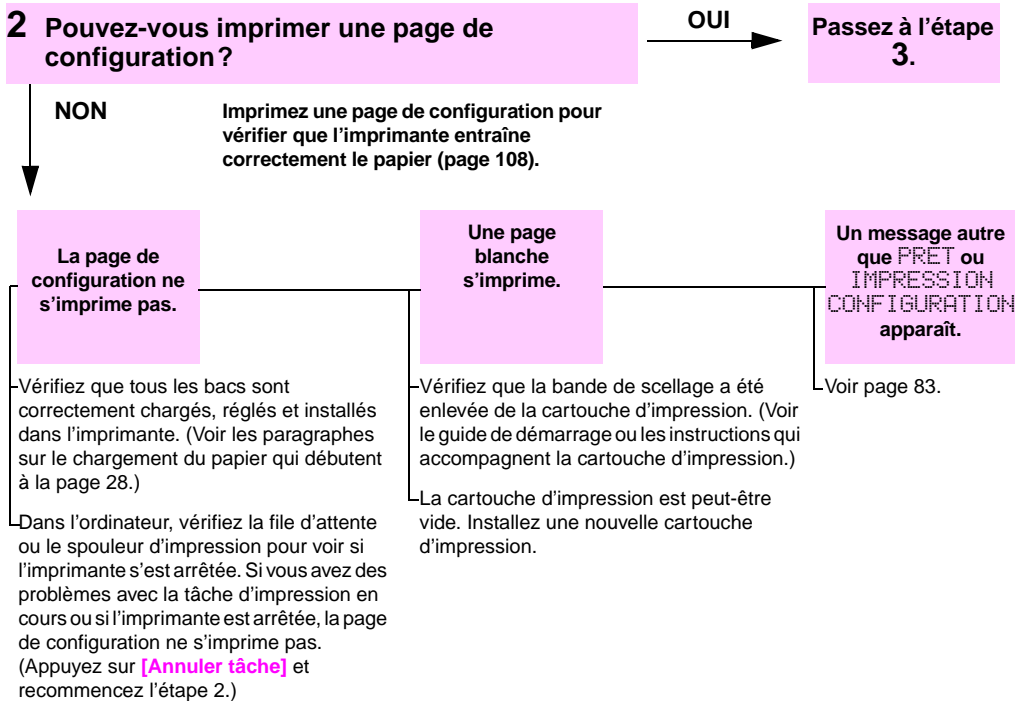 2 Pouvez-vous imprimer une page de
configuration ?
OUI
Passez à l’étape
3.
NON
Imprimez une page de configuration pour
vérifier que l’imprimante entraîne
correctement le papier (page 108).
La page de
configuration ne
s’imprime pas.
Vérifiez que tous les bacs sont
correctement chargés, réglés et installés
dans l’imprimante. (Voir les paragraphes
sur le chargement du papier qui débutent
à la page 28.)
Dans l’ordinateur, vérifiez la file d’attente
ou le spouleur d’impression pour voir si
l’imprimante s’est arrêtée. Si vous avez des
problèmes avec la tâche d’impression en
cours ou si l’imprimante est arrêtée, la page
de configuration ne s’imprime pas.
(Appuyez sur [Annuler tâche] et
recommencez l’étape 2.)
Une page
blanche
s’imprime.
Vérifiez que la bande de scellage a été
enlevée de la cartouche d’impression. (Voir
le guide de démarrage ou les instructions qui
accompagnent la cartouche d’impression.)
La cartouche d’impression est peut-être
vide. Installez une nouvelle cartouche
d’impression.
Un message autre
que PRET ou
IMPRESSION
CONFIGURATION
apparaît.
Voir page 83.